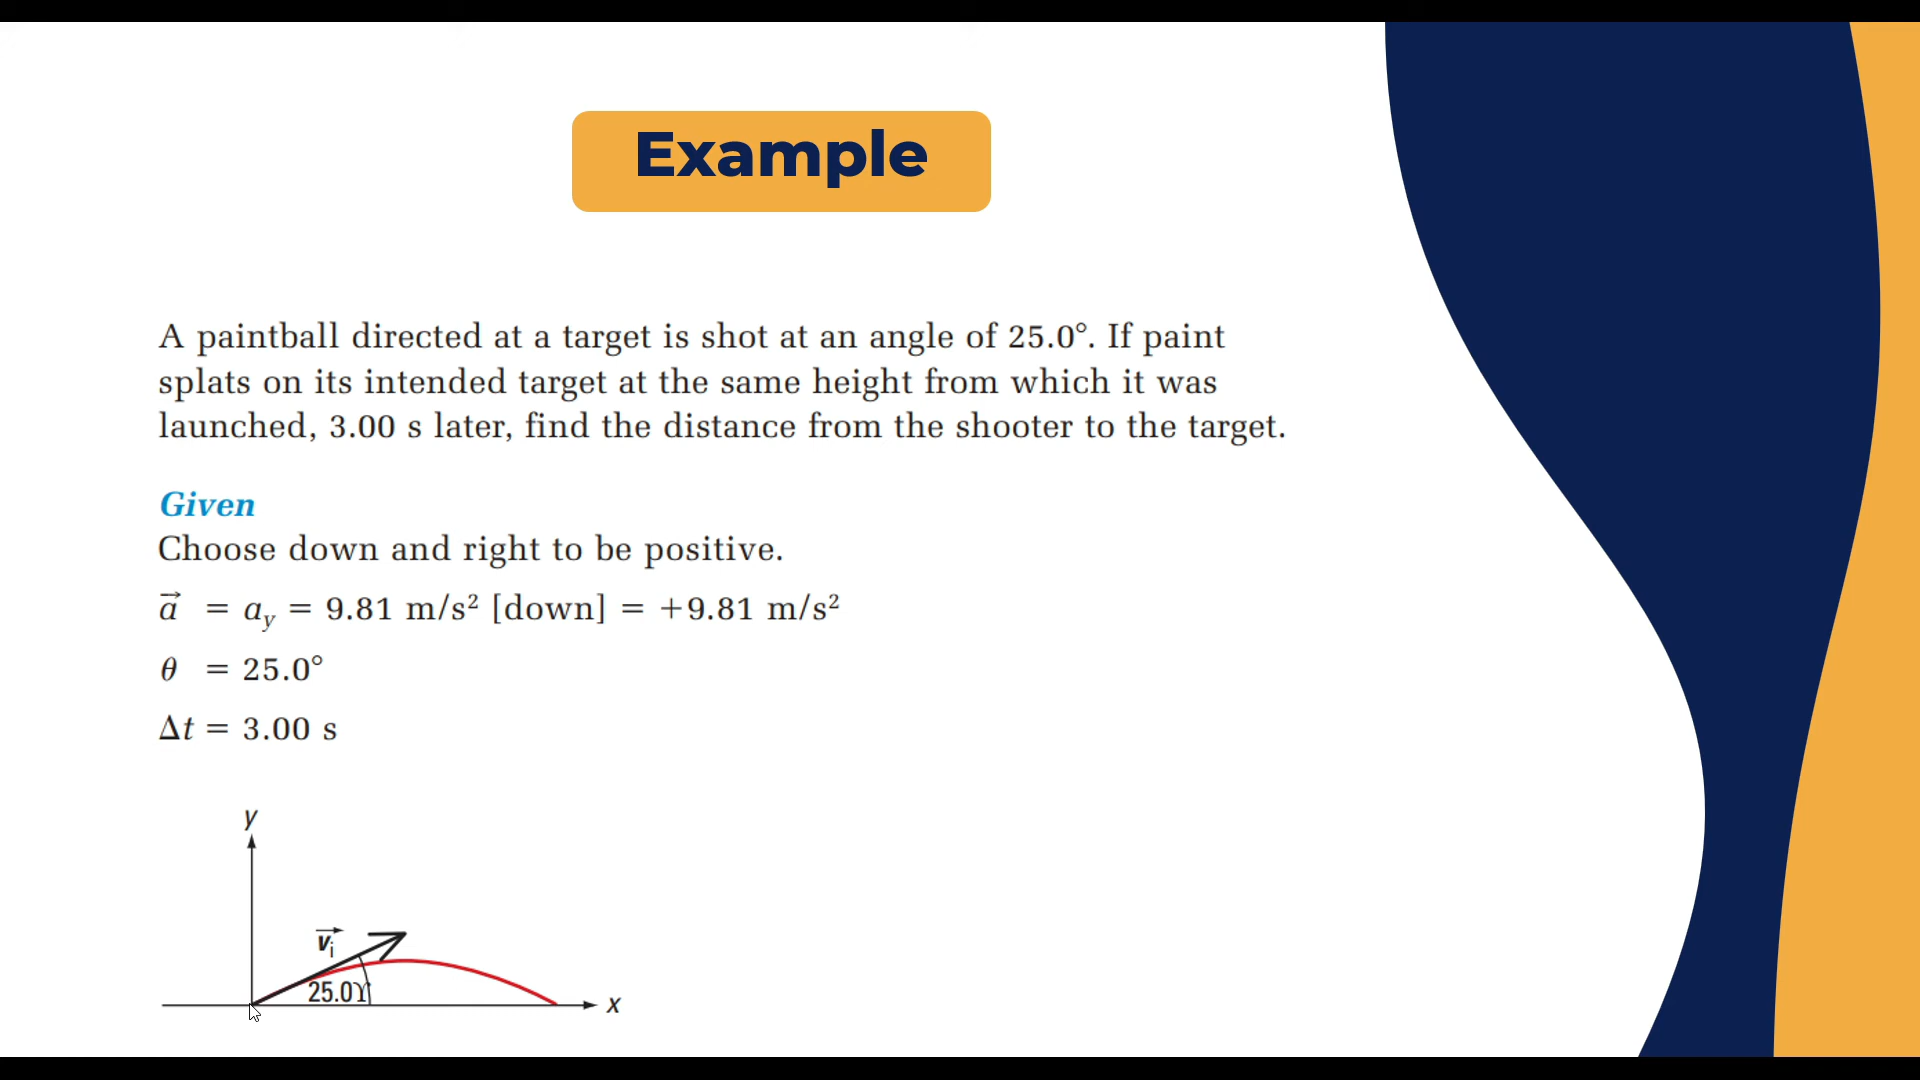 Example
A paintball directed at a target is shot at an angle of 25.0°. If paint
splats on its intended target at the same height from which it was
launched, 3.00 s later, find the distance from the shooter to the target.
Given
Choose down and right to be positive.
a⃗ = a_y = 9.81 m/s² [down] = +9.81 m/s²
θ = 25.0°
Δt = 3.00 s
y
v⃗ᵢ
25.0ϒ
x